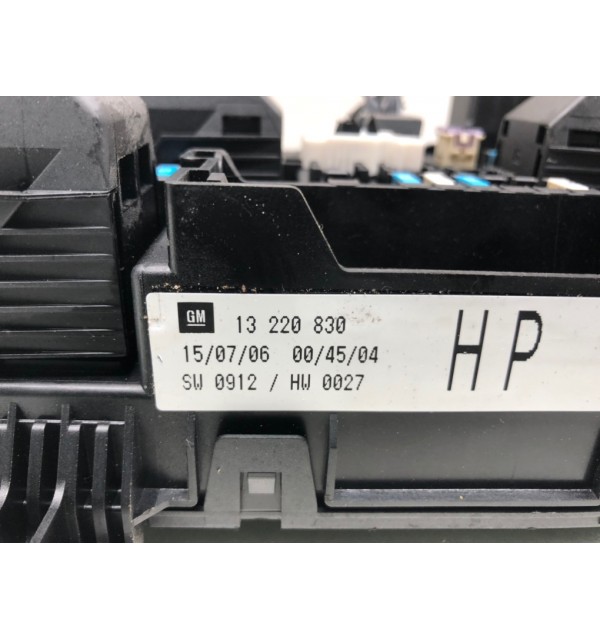 GM 13 220 830
15/07/06 00/45/04
SW 0912 / HW 0027
HP